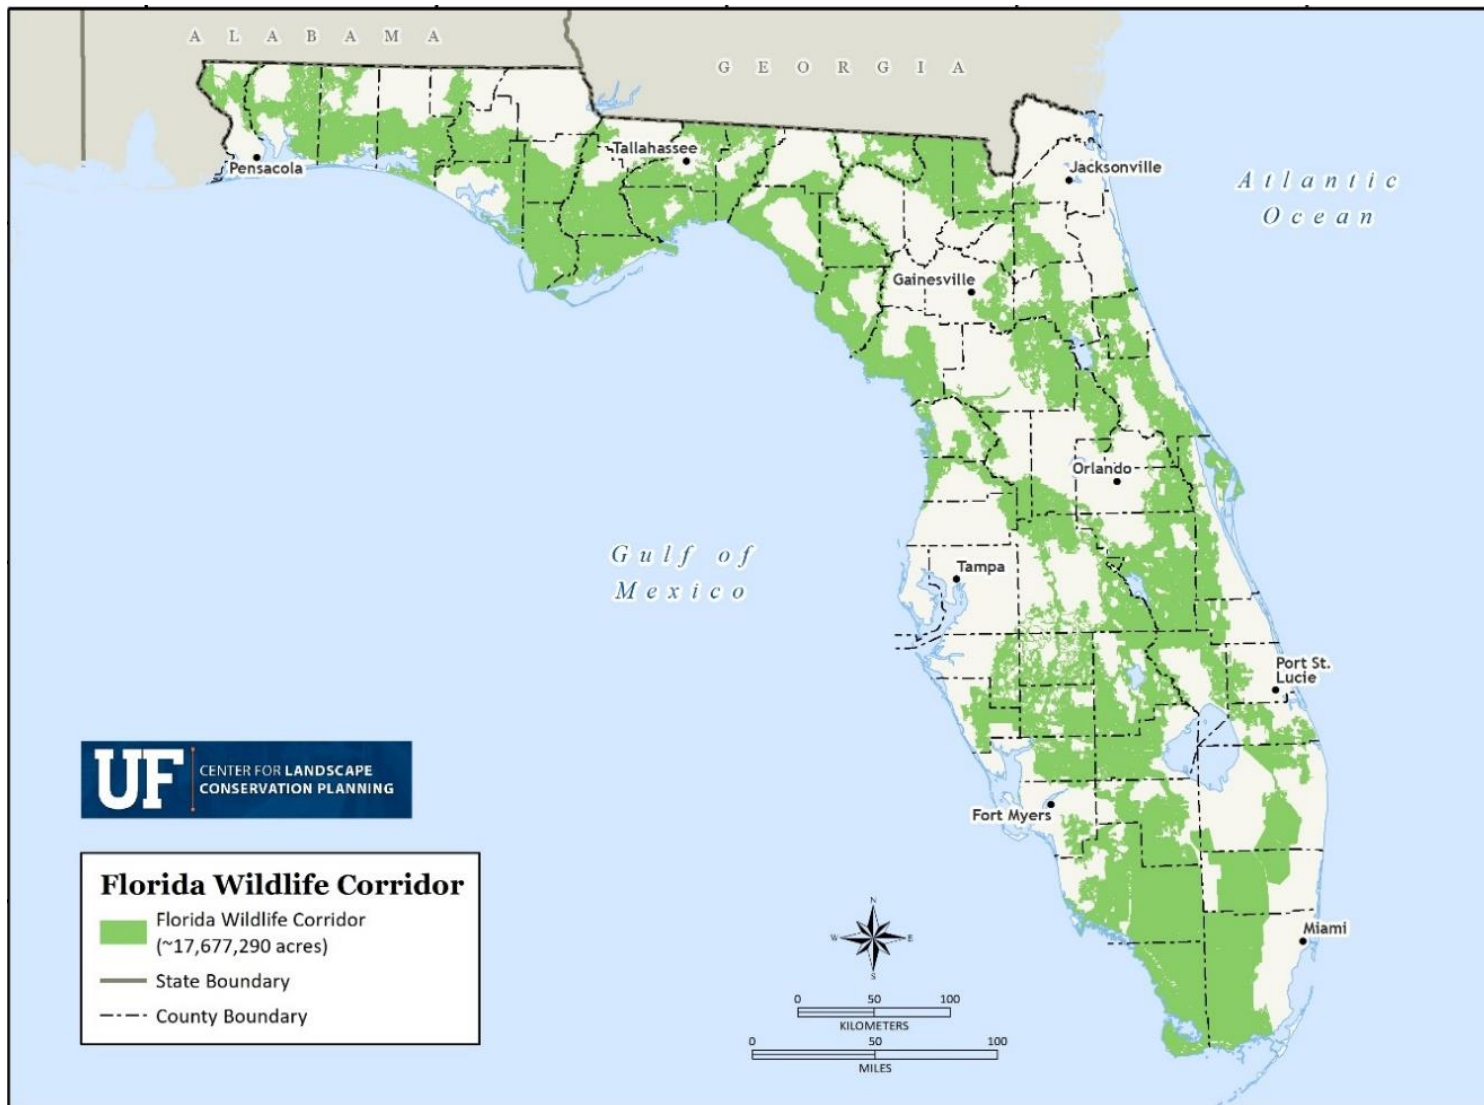 A L A B A M A
G E O R G I A
Pensacola
Tallahassee
Jacksonville
Atlantic
Ocean
Gainesville
Orlando
Gulf of
Mexico
Tampa
Port St.
Lucie
UF
CENTER FOR LANDSCAPE
CONSERVATION PLANNING
Fort Myers
Miami
Florida Wildlife Corridor
Florida Wildlife Corridor
(~17,677,290 acres)
State Boundary
County Boundary
N
W E
S
0 50 100
KILOMETERS
0 50 100
MILES